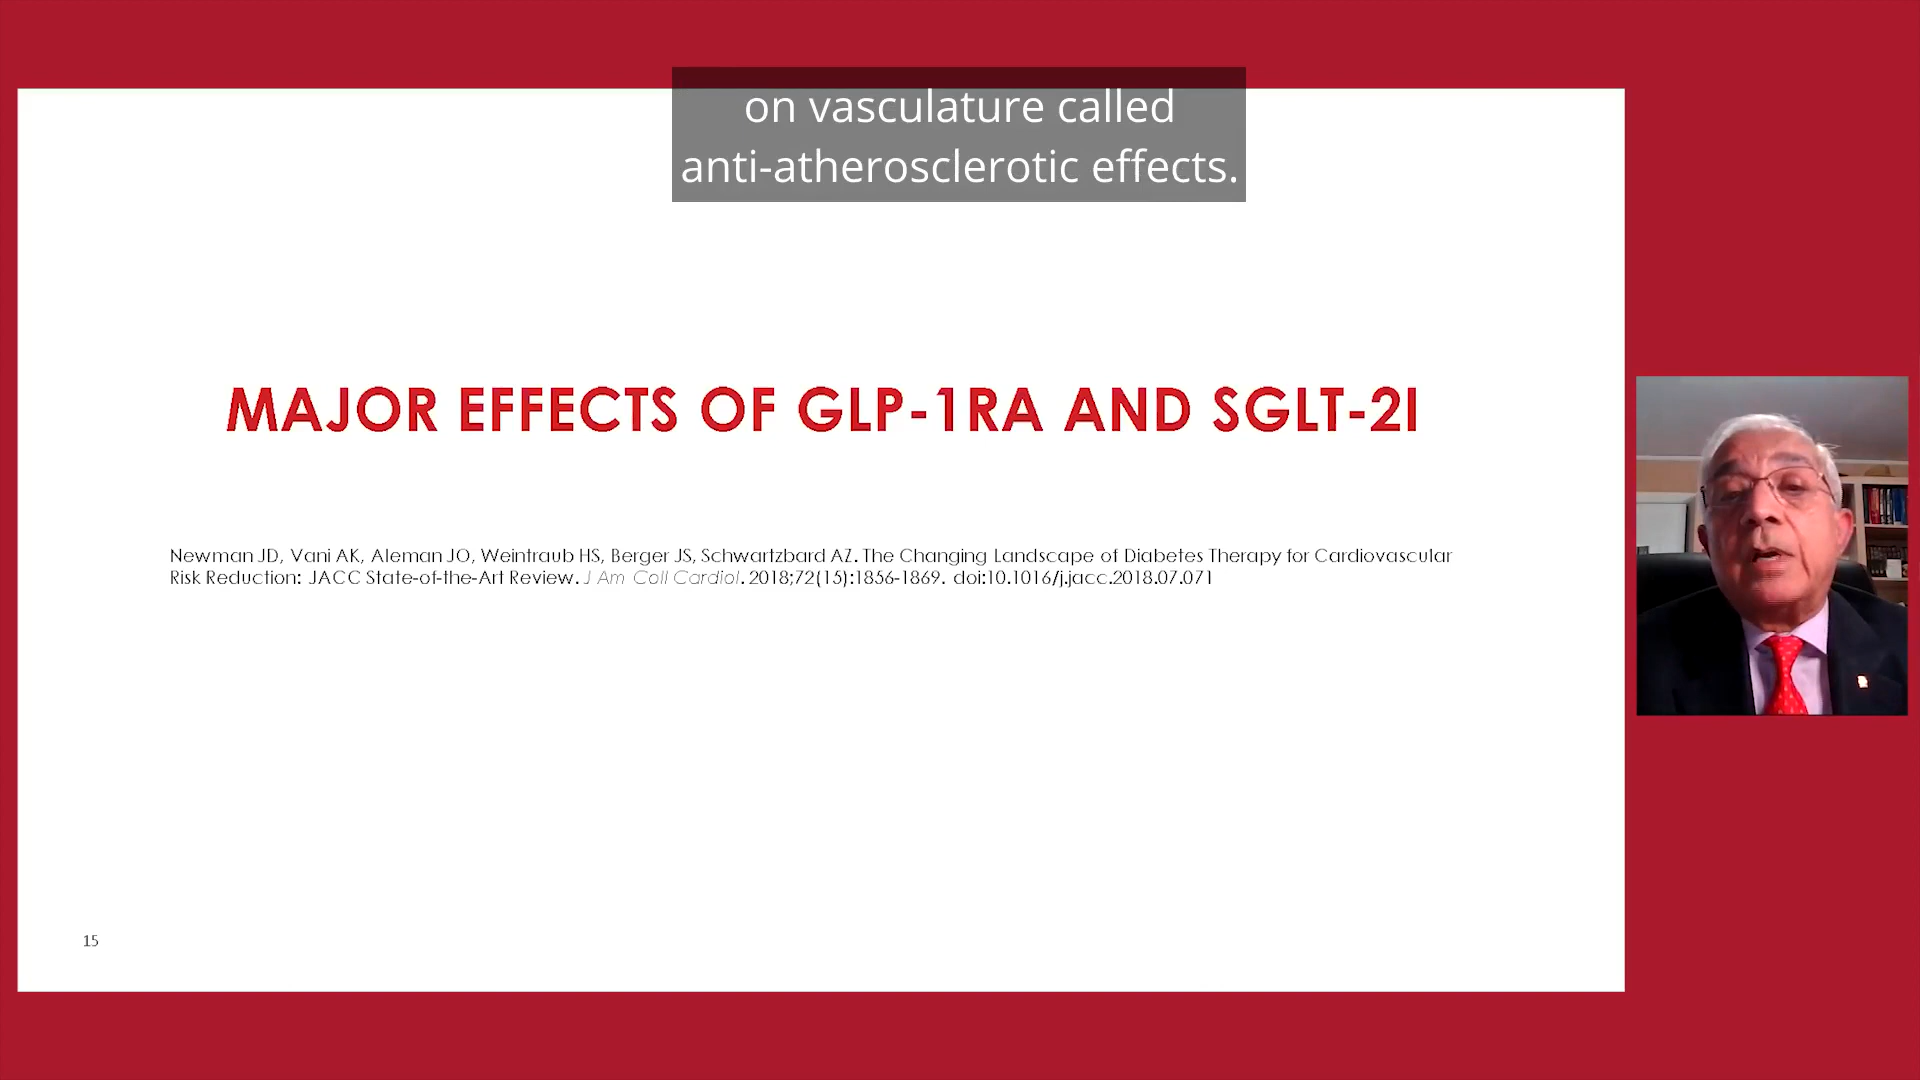 on vasculature called
anti-atherosclerotic effects.
MAJOR EFFECTS OF GLP-1RA AND SGLT-2I
Newman JD, Vani AK, Aleman JO, Weintraub HS, Berger JS, Schwartzbard AZ. The Changing Landscape of Diabetes Therapy for Cardiovascular
Risk Reduction: JACC State-of-the-Art Review. J Am Coll Cardiol. 2018;72(15):1856-1869. doi:10.1016/j.jacc.2018.07.071
15